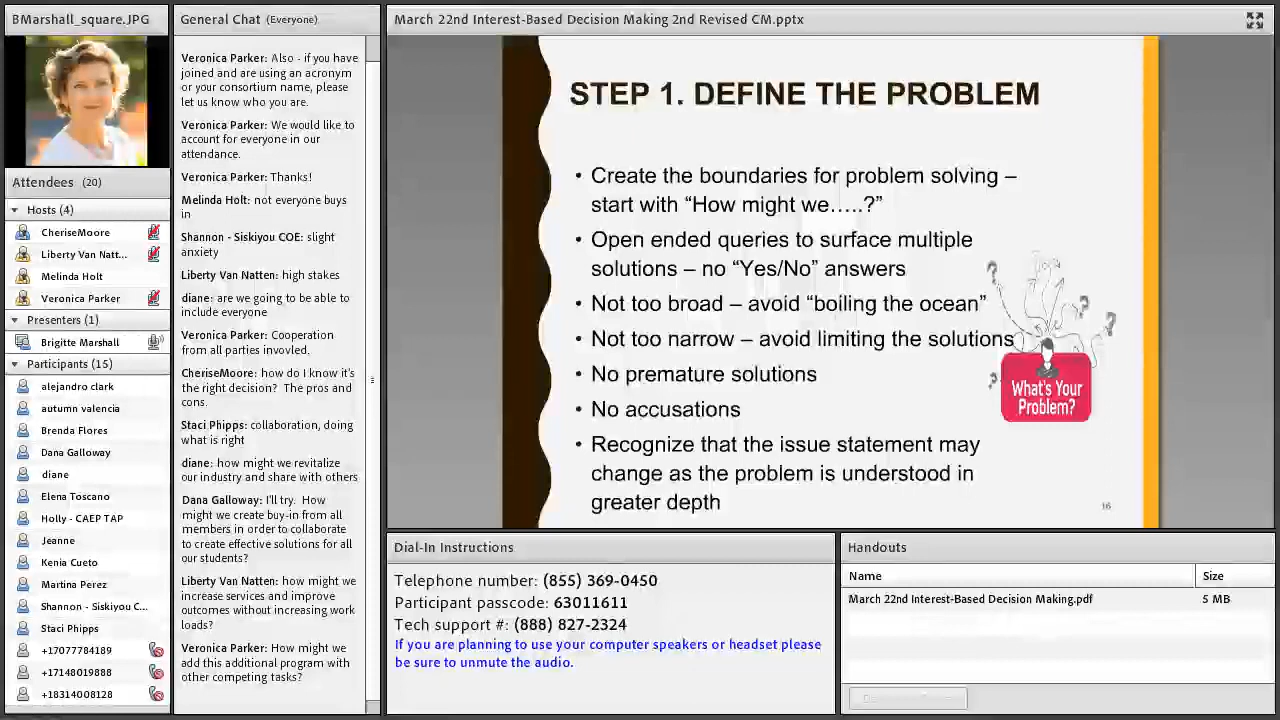 BMarshall_square.JPG
Attendees (20)
Hosts (4)
CheriseMoore
Liberty Van Natt...
Melinda Holt
Veronica Parker
Presenters (1)
Brigitte Marshall
Participants (15)
alejandro clark
autumn valencia
Brenda Flores
Dana Galloway
diane
Elena Toscano
Holly - CAEP TAP
Jeanne
Kenia Cueto
Martina Perez
Shannon - Siskiyou C...
Staci Phipps
+17077784189
+17148019888
+18314008128
General Chat (Everyone)
Veronica Parker: Also - if you have
joined and are using an acronym
or your consortium name, please
let us know who you are.
Veronica Parker: We would like to
account for everyone in our
attendance.
Veronica Parker: Thanks!
Melinda Holt: not everyone buys
in
Shannon - Siskiyou COE: slight
anxiety
Liberty Van Natten: high stakes
diane: are we going to be able to
include everyone
Veronica Parker: Cooperation
from all parties invovled.
CheriseMoore: how do I know it's
the right decision? The pros and
cons.
Staci Phipps: collaboration, doing
what is right
diane: how might we revitalize
our industry and share with others
Dana Galloway: I'll try. How
might we create buy-in from all
members in order to collaborate
to create effective solutions for all
our students?
Liberty Van Natten: how might we
increase services and improve
outcomes without increasing work
loads?
Veronica Parker: How might we
add this additional program with
other competing tasks?
March 22nd Interest-Based Decision Making 2nd Revised CM.pptx
STEP 1. DEFINE THE PROBLEM
• Create the boundaries for problem solving –
start with “How might we…..?”
• Open ended queries to surface multiple
solutions – no “Yes/No” answers
• Not too broad – avoid “boiling the ocean”
• Not too narrow – avoid limiting the solutions
• No premature solutions
• No accusations
• Recognize that the issue statement may
change as the problem is understood in
greater depth
What's Your
Problem?
16
Dial-In Instructions
Telephone number: (855) 369-0450
Participant passcode: 63011611
Tech support #: (888) 827-2324
If you are planning to use your computer speakers or headset please
be sure to unmute the audio.
Handouts
Name Size
March 22nd Interest-Based Decision Making.pdf 5 MB